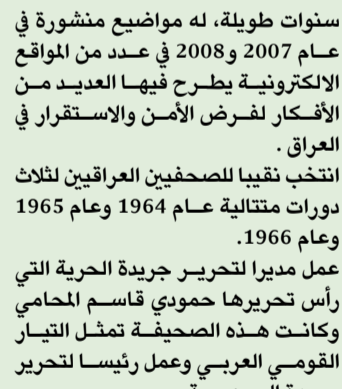 سنوات طويلة، له مواضيع منشورة في
عام 2007 و2008 في عدد من المواقع
الالكترونية يطرح فيها العديد من
الأفكار لفرض الأمن والاستقرار في
العراق .
انتخب نقيبا للصحفيين العراقيين لثلاث
دورات متتالية عام 1964 وعام 1965
وعام 1966.
عمل مديرا لتحرير جريدة الحرية التي
رأس تحريرها حمودي قاسم المحامي
وكانت هذه الصحيفة تمثل التيار
القومي العربي وعمل رئيسا لتحرير